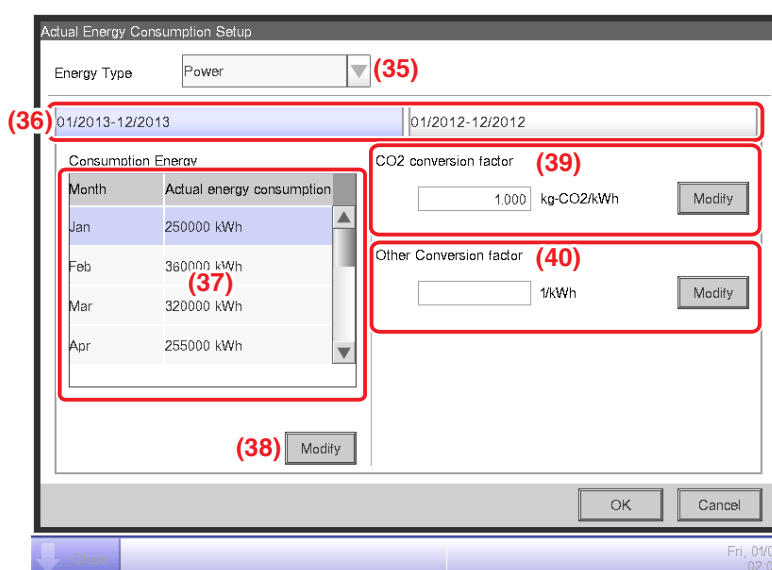 Actual Energy Consumption Setup
Energy Type Power (35)
(36) 01/2013-12/2013 01/2012-12/2012
Consumption Energy
Month Actual energy consumption
Jan 250000 kWh
Feb 360000 kWh
(37)
Mar 320000 kWh
Apr 255000 kWh
(38) Modify
CO2 conversion factor (39)
1.000 kg-CO2/kWh Modify
Other Conversion factor (40)
1/kWh Modify
OK Cancel
Fri, 01/0
02:0